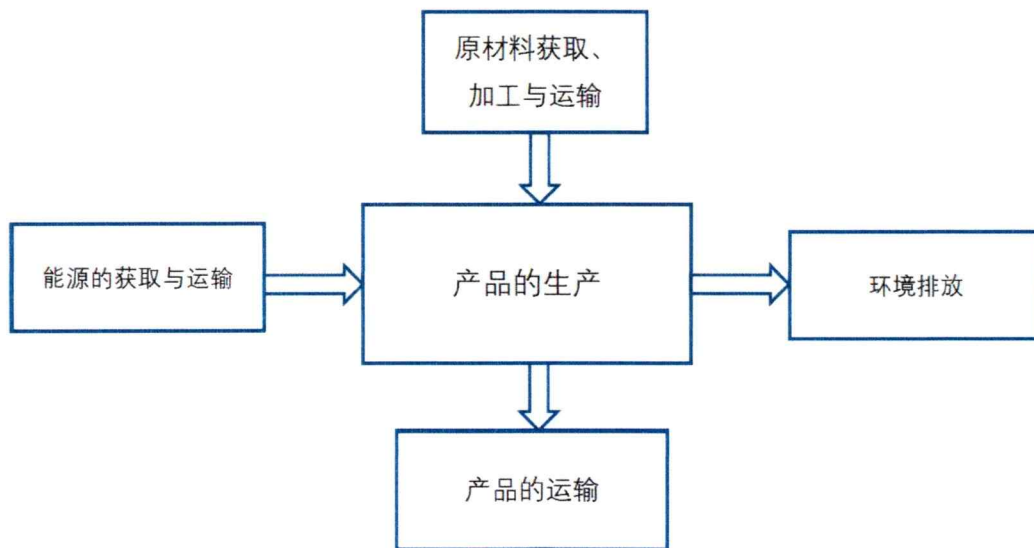 原材料获取、
加工与运输
能源的获取与运输
产品的生产
环境排放
产品的运输